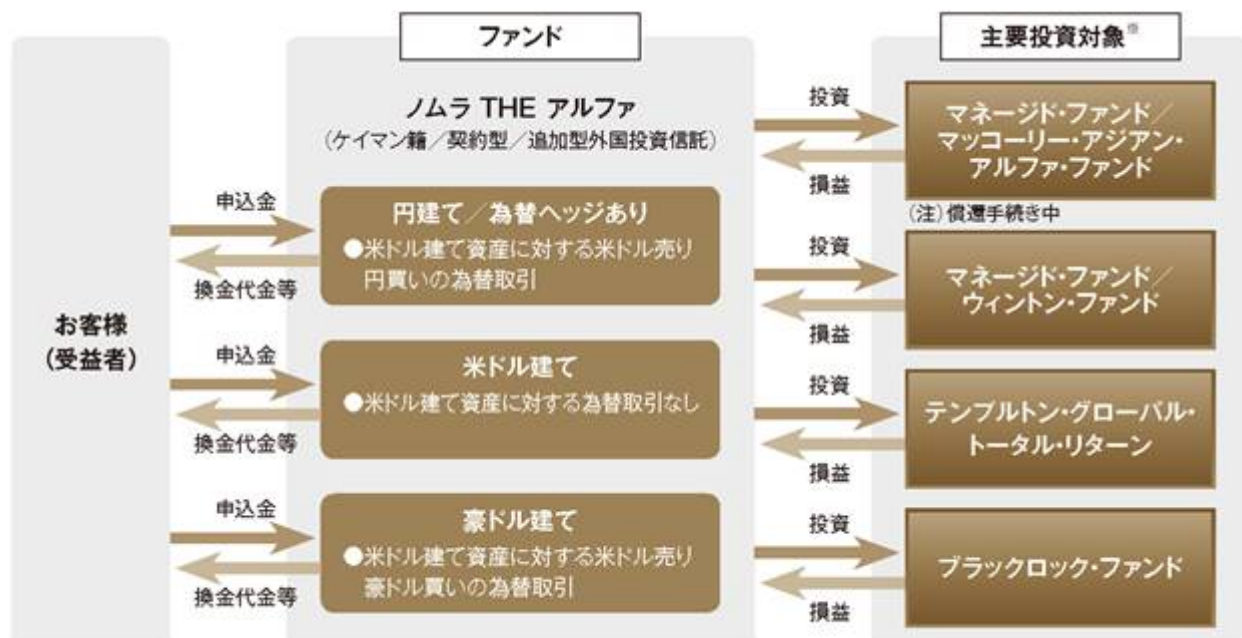 ファンド
主要投資対象※
ノムラ THE アルファ
(ケイマン籍／契約型／追加型外国投資信託)
お客様
(受益者)
申込金
換金代金等
円建て／為替ヘッジあり
●米ドル建て資産に対する米ドル売り
円買いの為替取引
申込金
換金代金等
米ドル建て
●米ドル建て資産に対する為替取引なし
申込金
換金代金等
豪ドル建て
●米ドル建て資産に対する米ドル売り
豪ドル買いの為替取引
投資
損益
マネージド・ファンド／
マッコーリー・アジアン・
アルファ・ファンド
(注)償還手続き中
投資
損益
マネージド・ファンド／
ウィントン・ファンド
投資
損益
テンプルトン・グローバル・
トータル・リターン
投資
損益
ブラックロック・ファンド